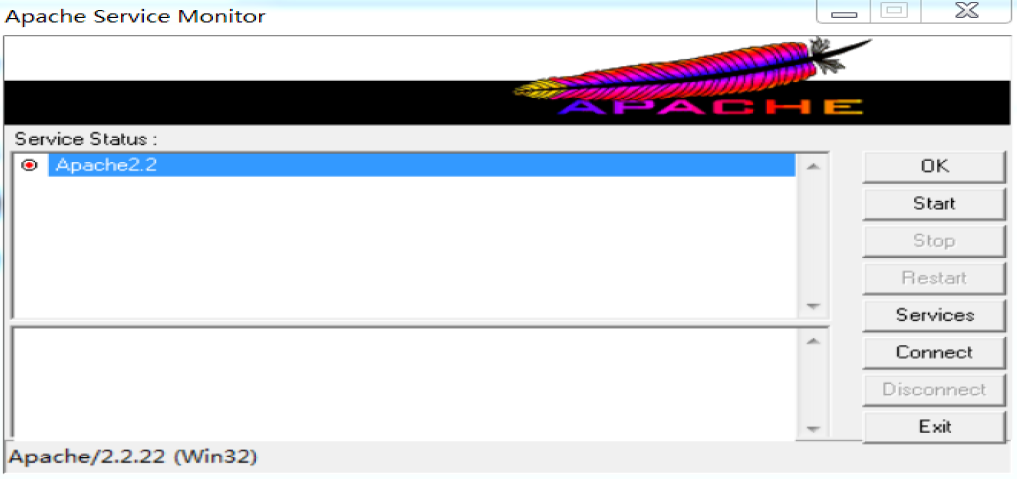 Apache Service Monitor
APACHE
Service Status :
Apache2.2
OK
Start
Stop
Restart
Services
Connect
Disconnect
Exit
Apache/2.2.22 (Win32)